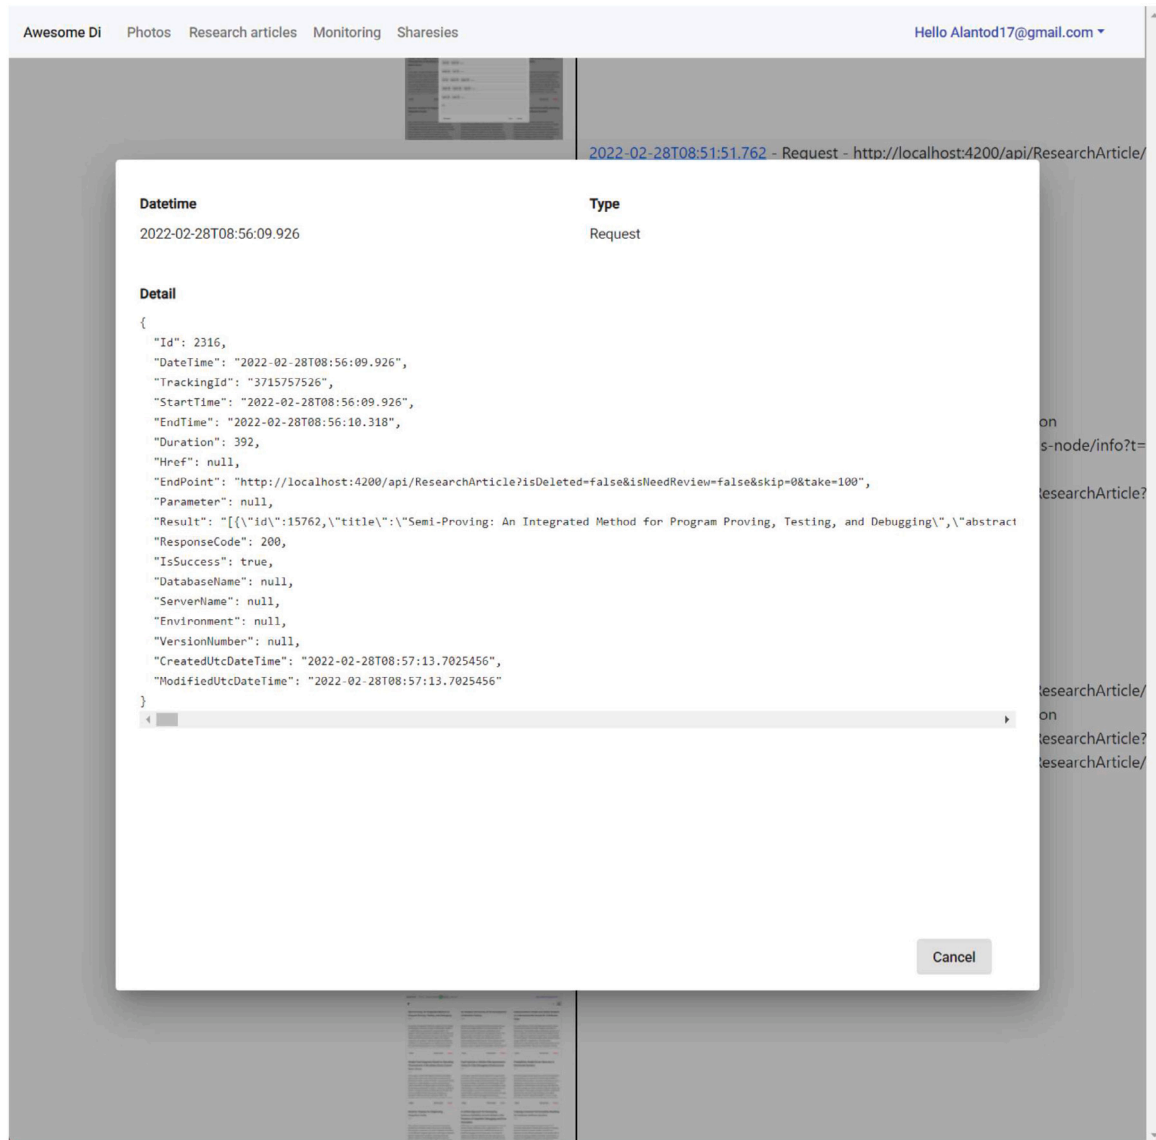 Awesome Di Photos Research articles Monitoring Sharesies Hello Alantod17@gmail.com
2022-02-28T08:51:51.762 - Request - http://localhost:4200/api/ResearchArticle/
Datetime Type
2022-02-28T08:56:09.926 Request
Detail
{
"Id": 2316,
"DateTime": "2022-02-28T08:56:09.926",
"TrackingId": "3715757526",
"StartTime": "2022-02-28T08:56:09.926",
"EndTime": "2022-02-28T08:56:10.318",
on
"Duration": 392,
s-node/info?t=
"Href": null,
"EndPoint": "http://localhost:4200/api/ResearchArticle?isDeleted=false&isNeedReview=false&skip=0&take=100",
esearchArticle?
"Parameter": null,
"Result": "[{\"id\":15762,\"title\":\"Semi-Proving: An Integrated Method for Program Proving, Testing, and Debugging\",\"abstract
"ResponseCode": 200,
"IsSuccess": true,
"DatabaseName": null,
"ServerName": null,
"Environment": null,
"VersionNumber": null,
"CreatedUtcDateTime": "2022-02-28T08:57:13.7025456",
"ModifiedUtcDateTime": "2022-02-28T08:57:13.7025456"
esearchArticle/
}
on
esearchArticle?
esearchArticle/
Cancel